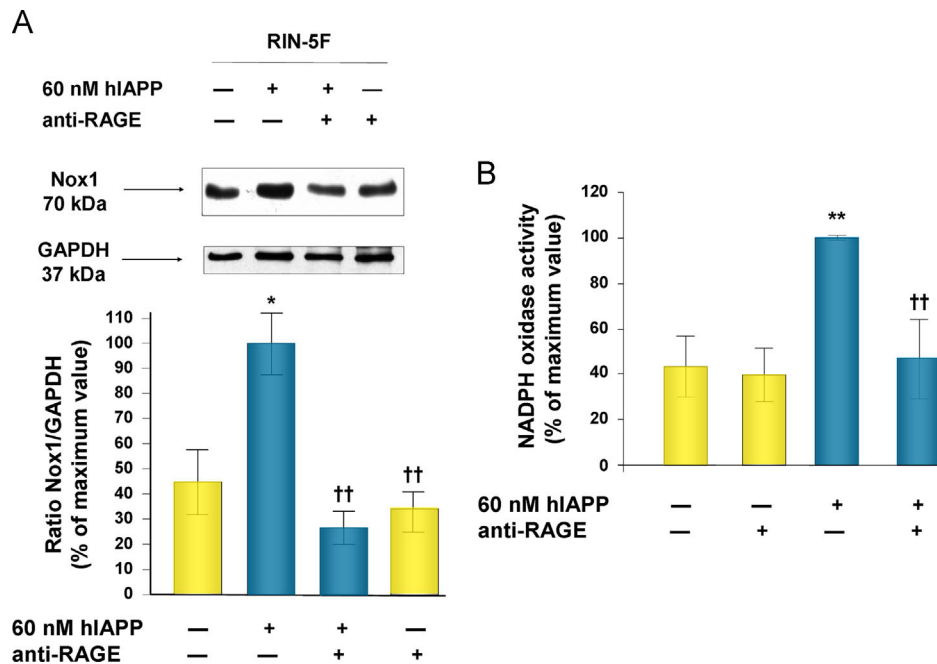 A
RIN-5F
60 nM hIAPP — + + —
anti-RAGE — — + +
Nox1
70 kDa
GAPDH
37 kDa
Ratio Nox1/GAPDH
(% of maximum value)
110
100
90
80
70
60
50
40
30
20
10
0
*
††
††
60 nM hIAPP — + + —
anti-RAGE — — + +
B
NADPH oxidase activity
(% of maximum value)
120
100
80
60
40
20
0
**
††
60 nM hIAPP — — + +
anti-RAGE — + — +